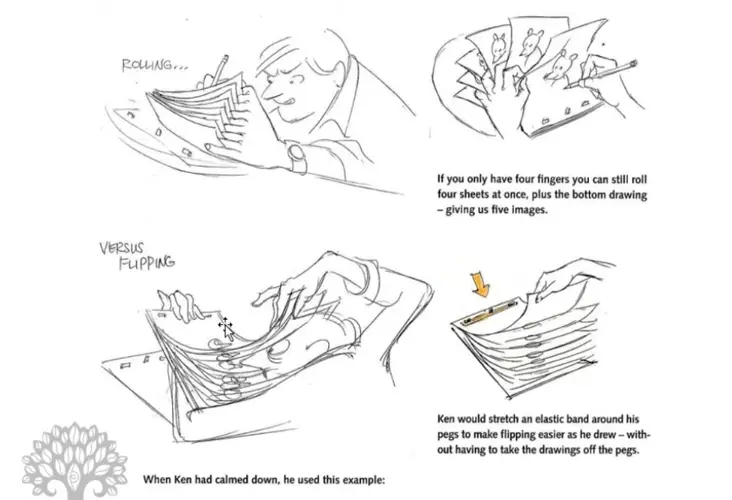 ROLLING...
If you only have four fingers you can still roll
four sheets at once, plus the bottom drawing
– giving us five images.
VERSUS
FLIPPING
Ken would stretch an elastic band around his
pegs to make flipping easier as he drew – with-
out having to take the drawings off the pegs.
When Ken had calmed down, he used this example: